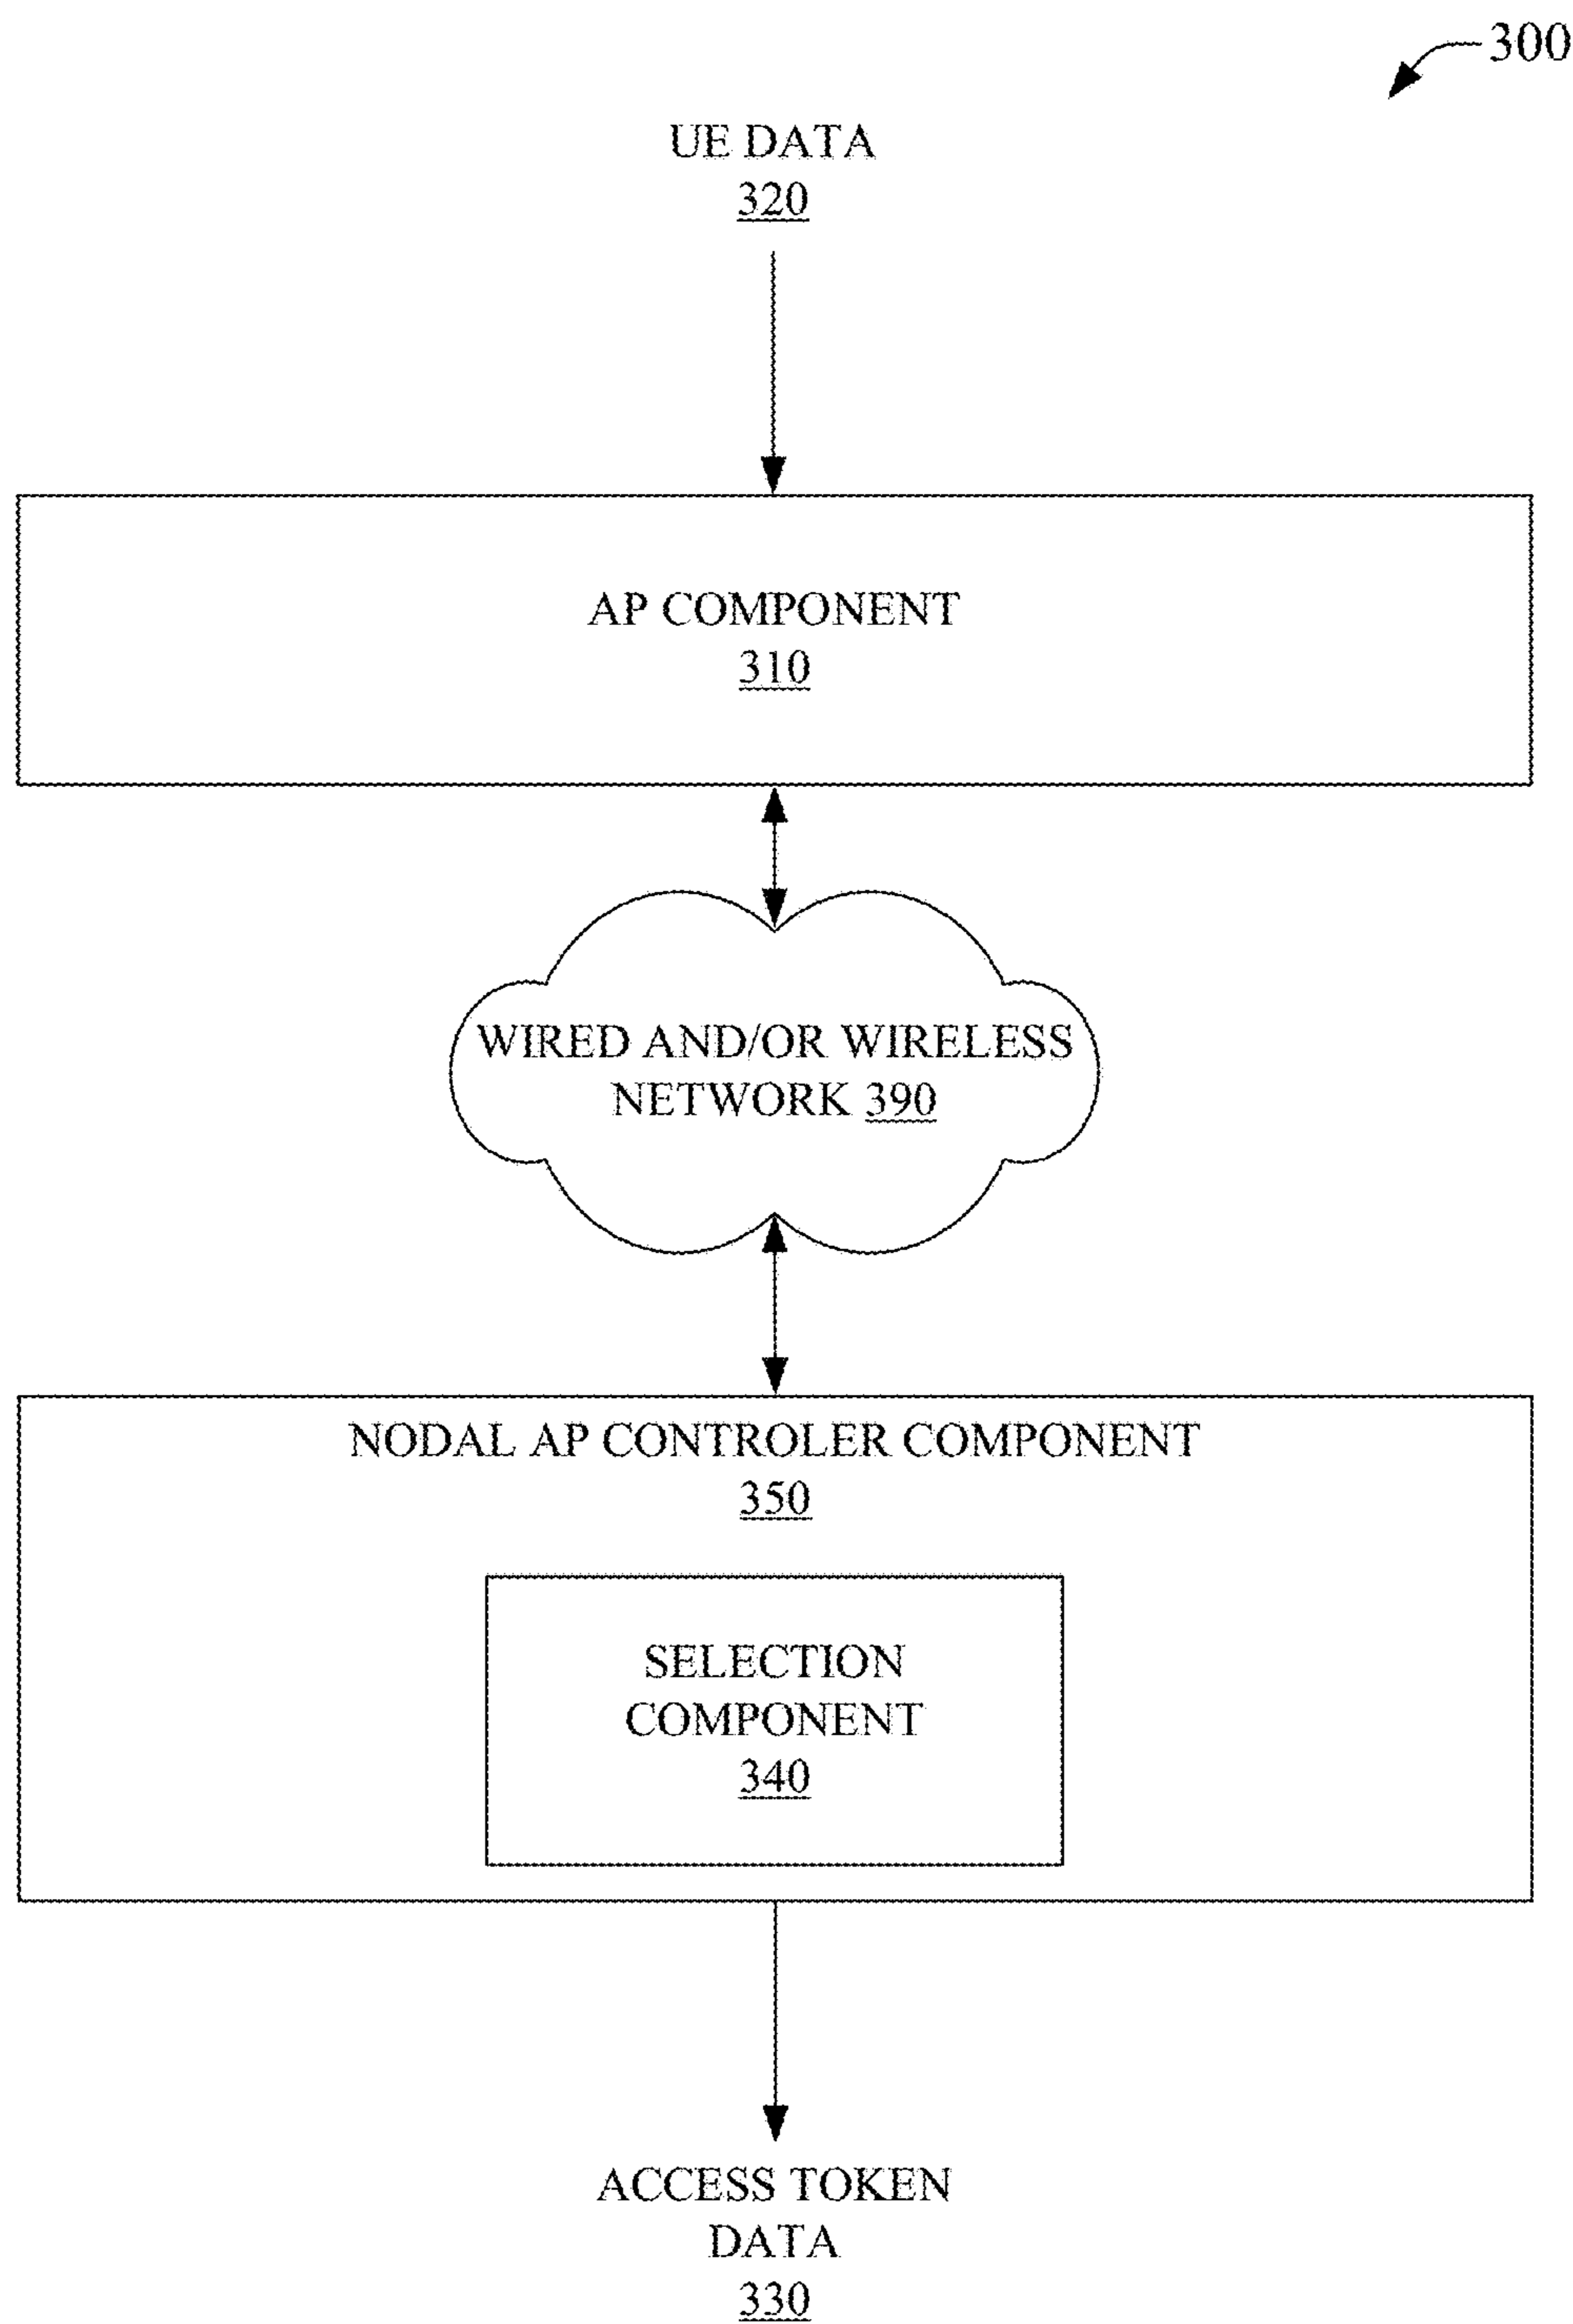 300
UE DATA
320
AP COMPONENT
310
WIRED AND/OR WIRELESS
NETWORK 390
NODAL AP CONTROLER COMPONENT
350
SELECTION
COMPONENT
340
ACCESS TOKEN
DATA
330